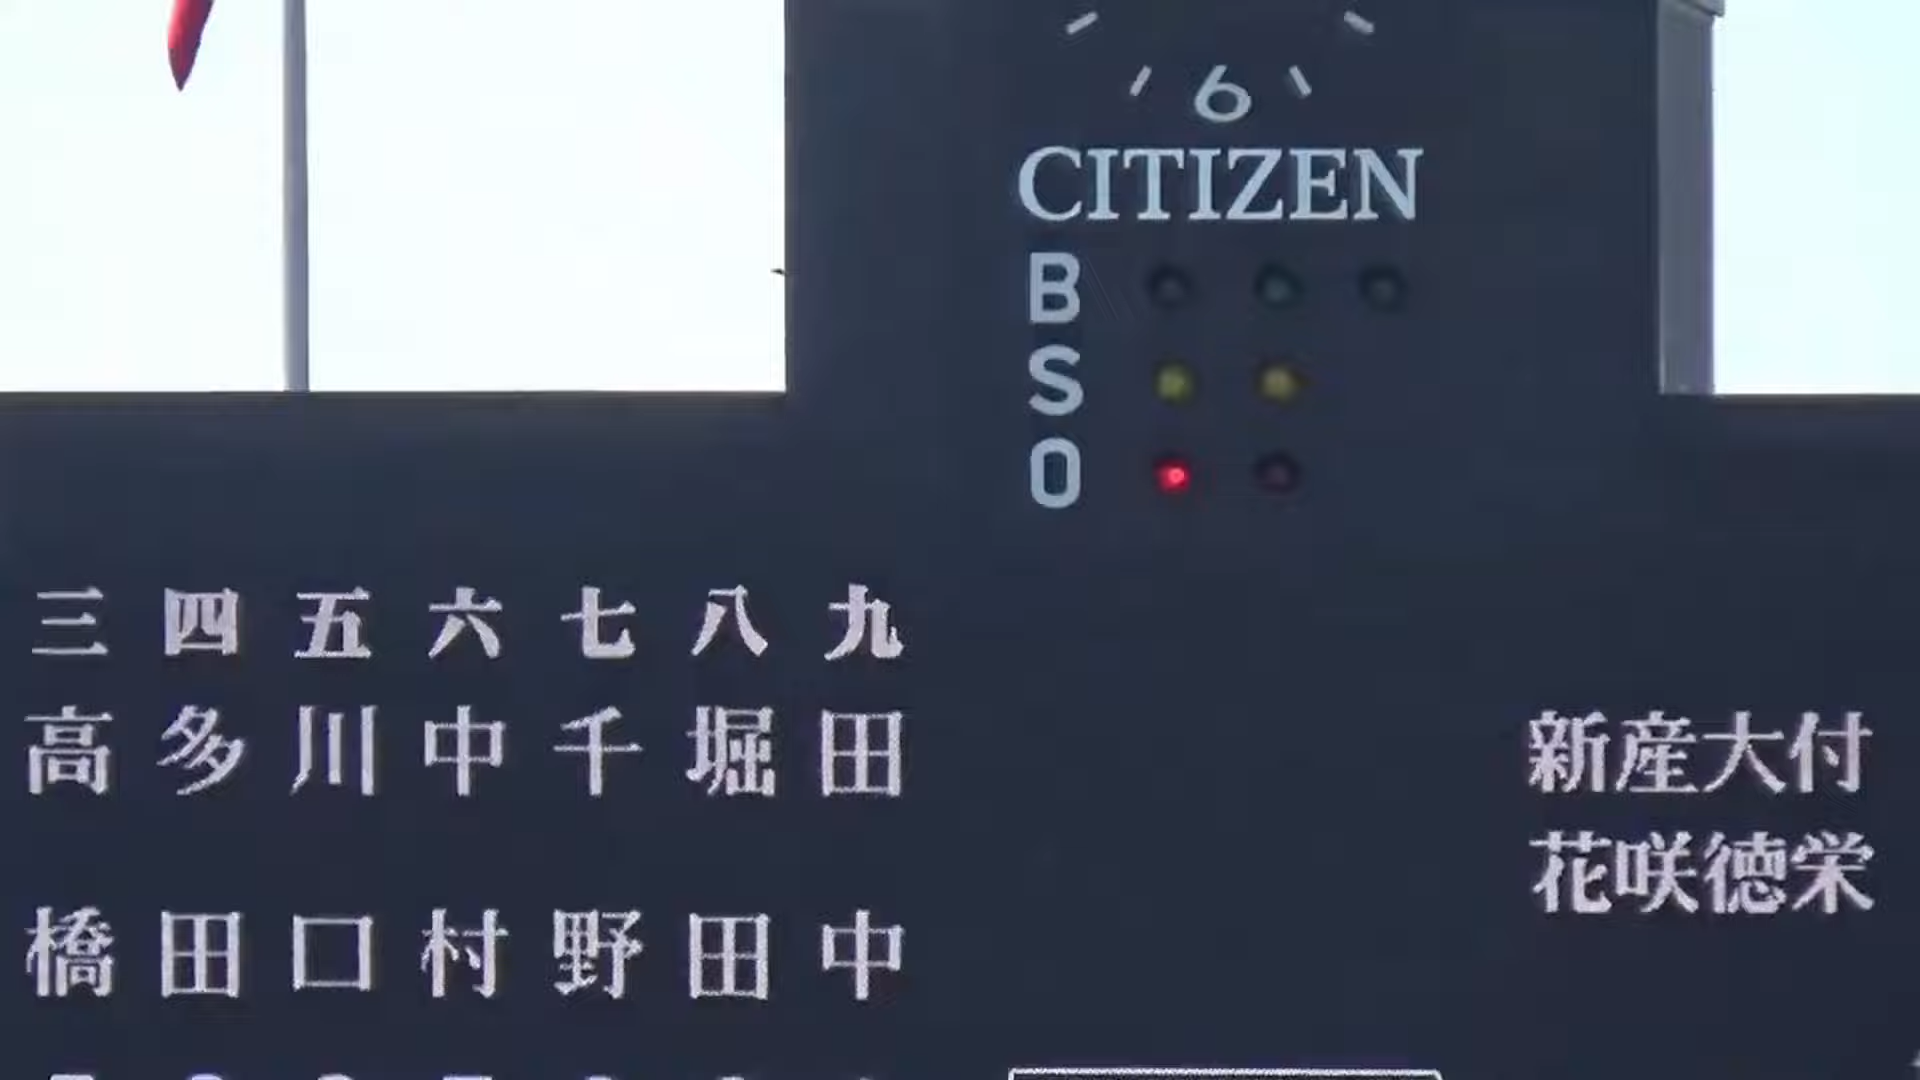 6
CITIZEN
B
S
O
三 四 五 六 七 八 九
高橋
多田
川口
中村
千野
堀田
田中
新産大付
花咲徳栄